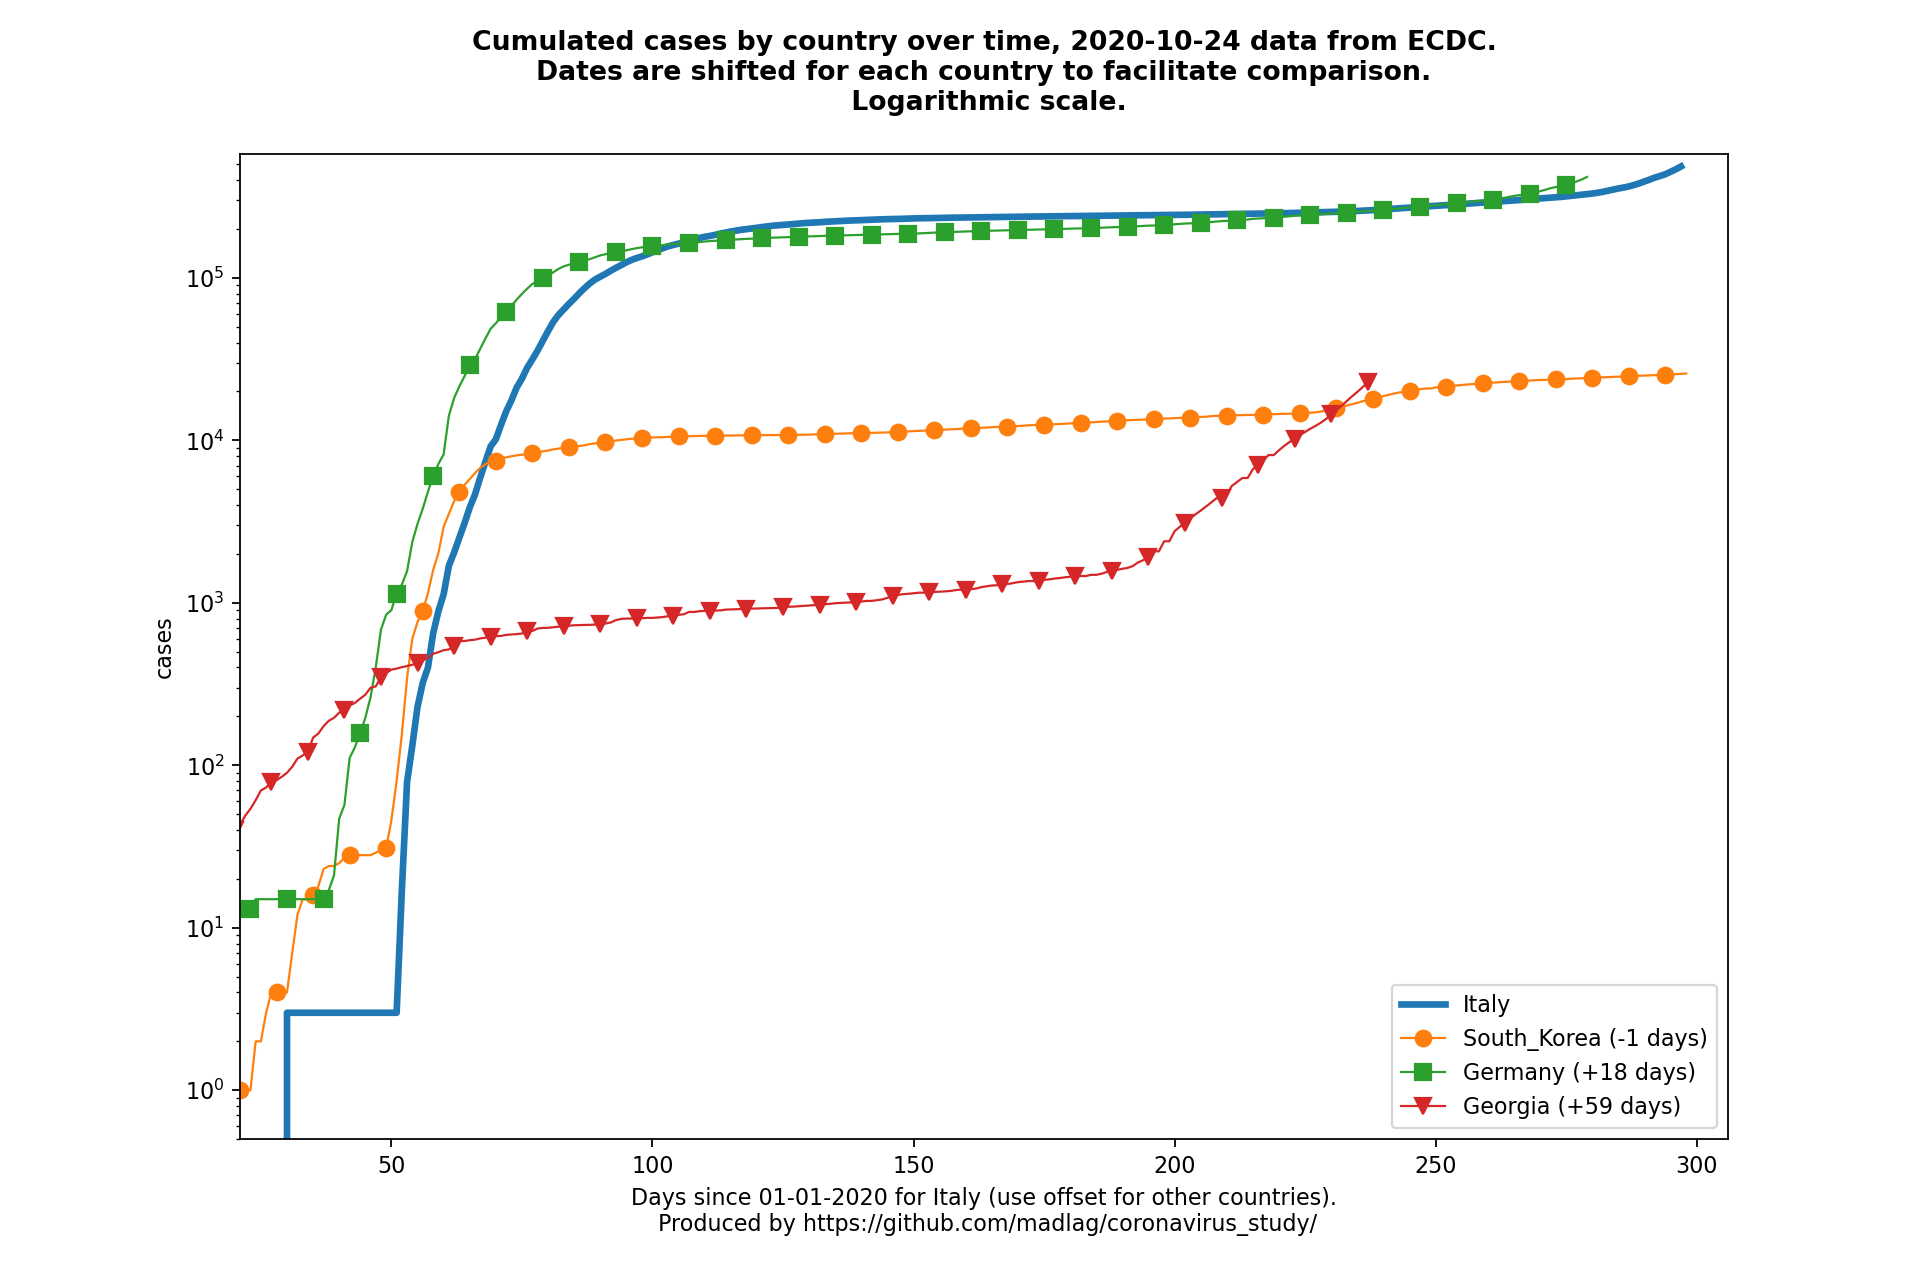 Cumulated cases by country over time, 2020-10-24 data from ECDC.
Dates are shifted for each country to facilitate comparison.
Logarithmic scale.
cases
10^5
10^4
10^3
10^2
10^1
10^0
50 100 150 200 250 300
Italy
South_Korea (-1 days)
Germany (+18 days)
Georgia (+59 days)
Days since 01-01-2020 for Italy (use offset for other countries).
Produced by https://github.com/madlag/coronavirus_study/